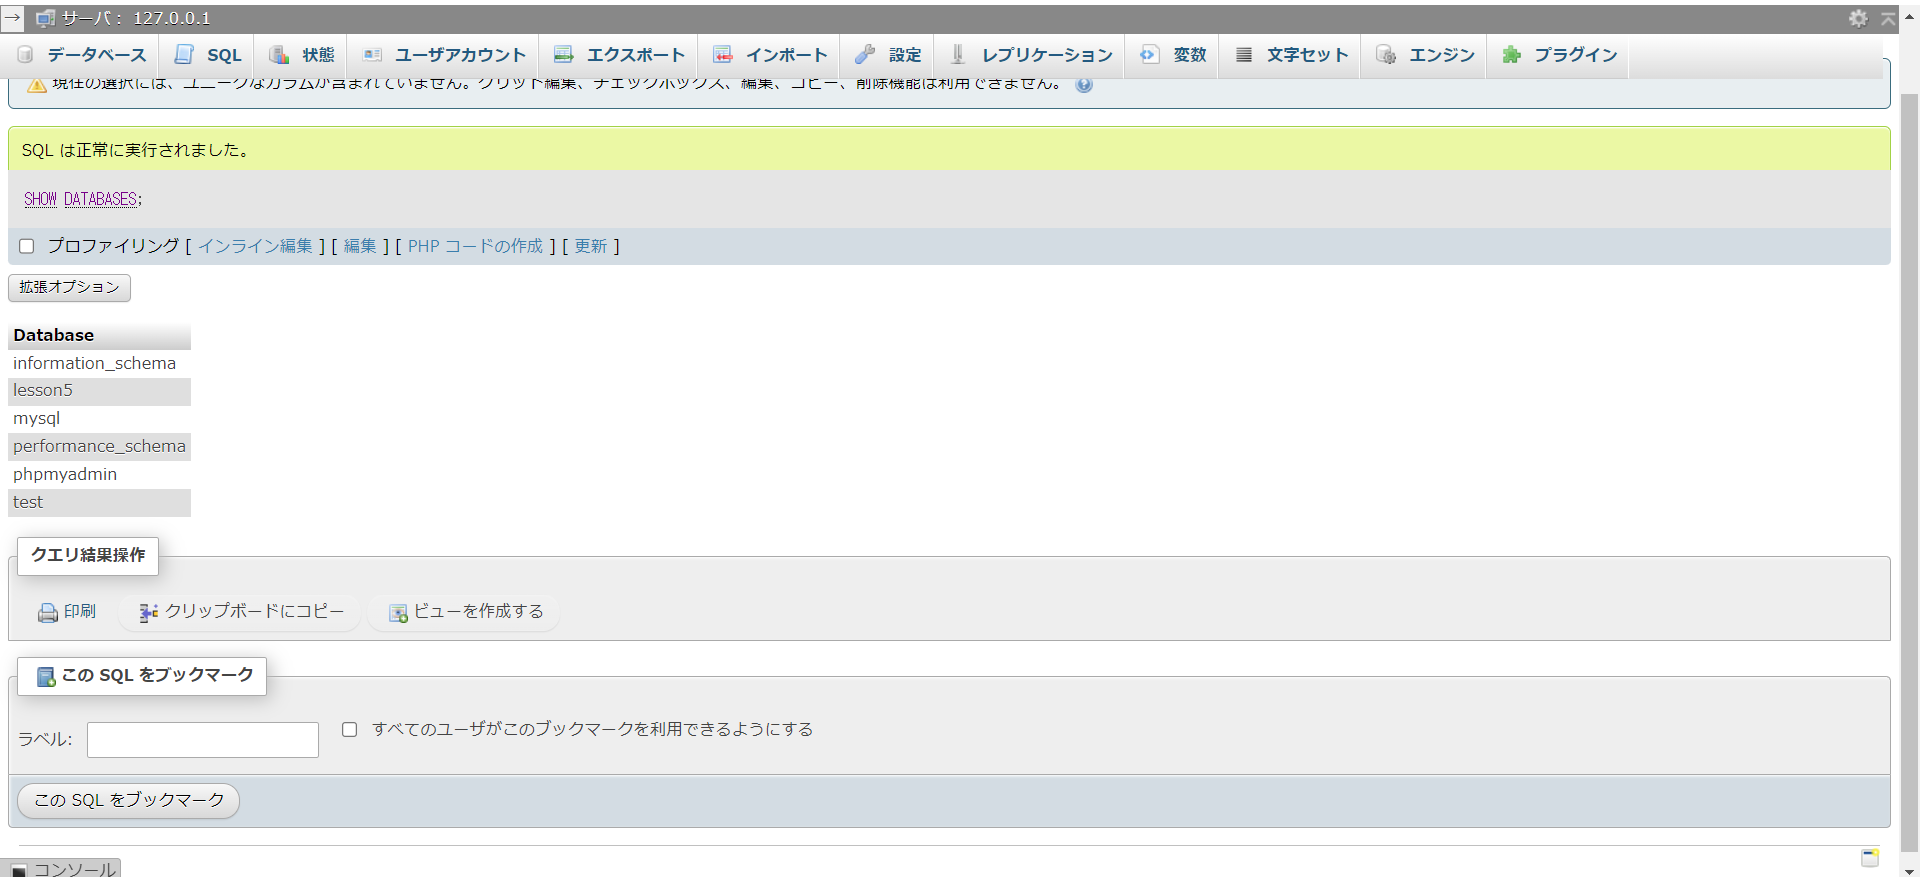 サーバ： 127.0.0.1
データベース SQL 状態 ユーザアカウント エクスポート インポート 設定 レプリケーション 変数 文字セット エンジン プラグイン
現在の選択には、ユニークなカラムが含まれていません。グリッド編集、チェックボックス、編集、コピー、削除機能は利用できません。
SQL は正常に実行されました。
SHOW DATABASES;
プロファイリング [ インライン編集 ] [ 編集 ] [ PHP コードの作成 ] [ 更新 ]
拡張オプション
Database
information_schema
lesson5
mysql
performance_schema
phpmyadmin
test
クエリ結果操作
印刷 クリップボードにコピー ビューを作成する
この SQL をブックマーク
ラベル: すべてのユーザがこのブックマークを利用できるようにする
この SQL をブックマーク
コンソール